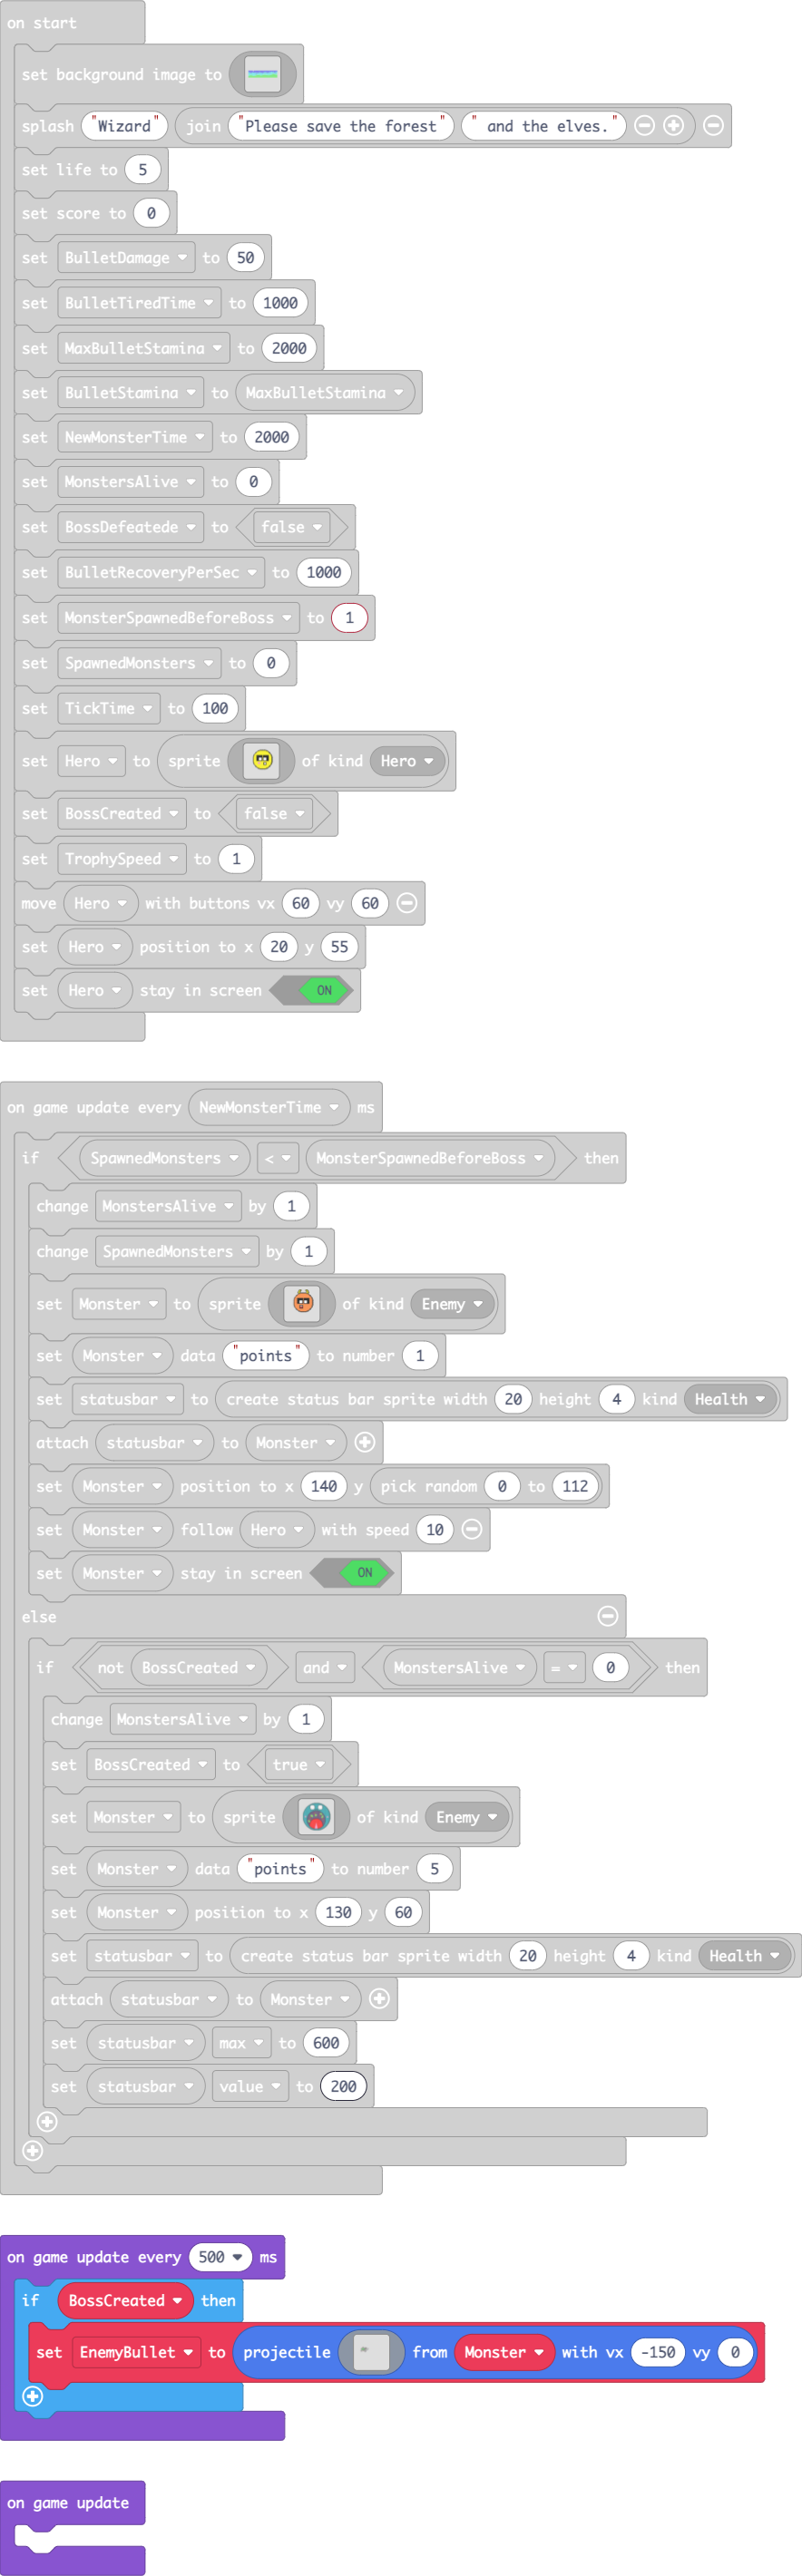 on start
set background image to
splash "Wizard" join "Please save the forest" " and the elves."
set life to 5
set score to 0
set BulletDamage to 50
set BulletTiredTime to 1000
set MaxBulletStamina to 2000
set BulletStamina to MaxBulletStamina
set NewMonsterTime to 2000
set MonstersAlive to 0
set BossDefeatede to false
set BulletRecoveryPerSec to 1000
set MonsterSpawnedBeforeBoss to 1
set SpawnedMonsters to 0
set TickTime to 100
set Hero to sprite of kind Hero
set BossCreated to false
set TrophySpeed to 1
move Hero with buttons vx 60 vy 60
set Hero position to x 20 y 55
set Hero stay in screen ON
on game update every NewMonsterTime ms
if SpawnedMonsters < MonsterSpawnedBeforeBoss then
change MonstersAlive by 1
change SpawnedMonsters by 1
set Monster to sprite of kind Enemy
set Monster data "points" to number 1
set statusbar to create status bar sprite width 20 height 4 kind Health
attach statusbar to Monster
set Monster position to x 140 y pick random 0 to 112
set Monster follow Hero with speed 10
set Monster stay in screen ON
else
if not BossCreated and MonstersAlive = 0 then
change MonstersAlive by 1
set BossCreated to true
set Monster to sprite of kind Enemy
set Monster data "points" to number 5
set Monster position to x 130 y 60
set statusbar to create status bar sprite width 20 height 4 kind Health
attach statusbar to Monster
set statusbar max to 600
set statusbar value to 200
on game update every 500 ms
if BossCreated then
set EnemyBullet to projectile from Monster with vx -150 vy 0
on game update